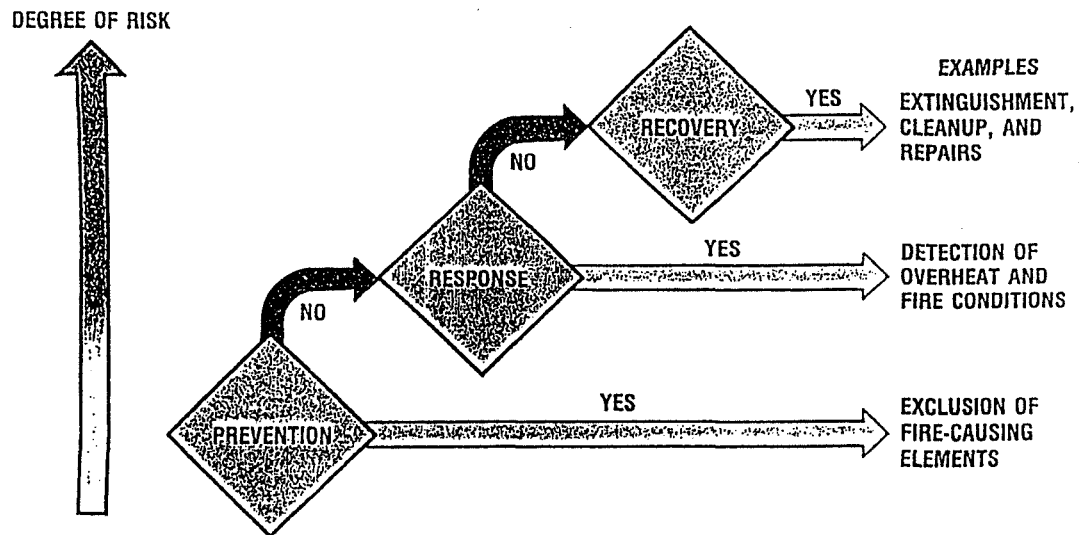 DEGREE OF RISK
EXAMPLES
YES
EXTINGUISHMENT,
CLEANUP, AND
REPAIRS
RECOVERY
NO
YES
DETECTION OF
OVERHEAT AND
FIRE CONDITIONS
RESPONSE
NO
YES
EXCLUSION OF
FIRE-CAUSING
ELEMENTS
PREVENTION